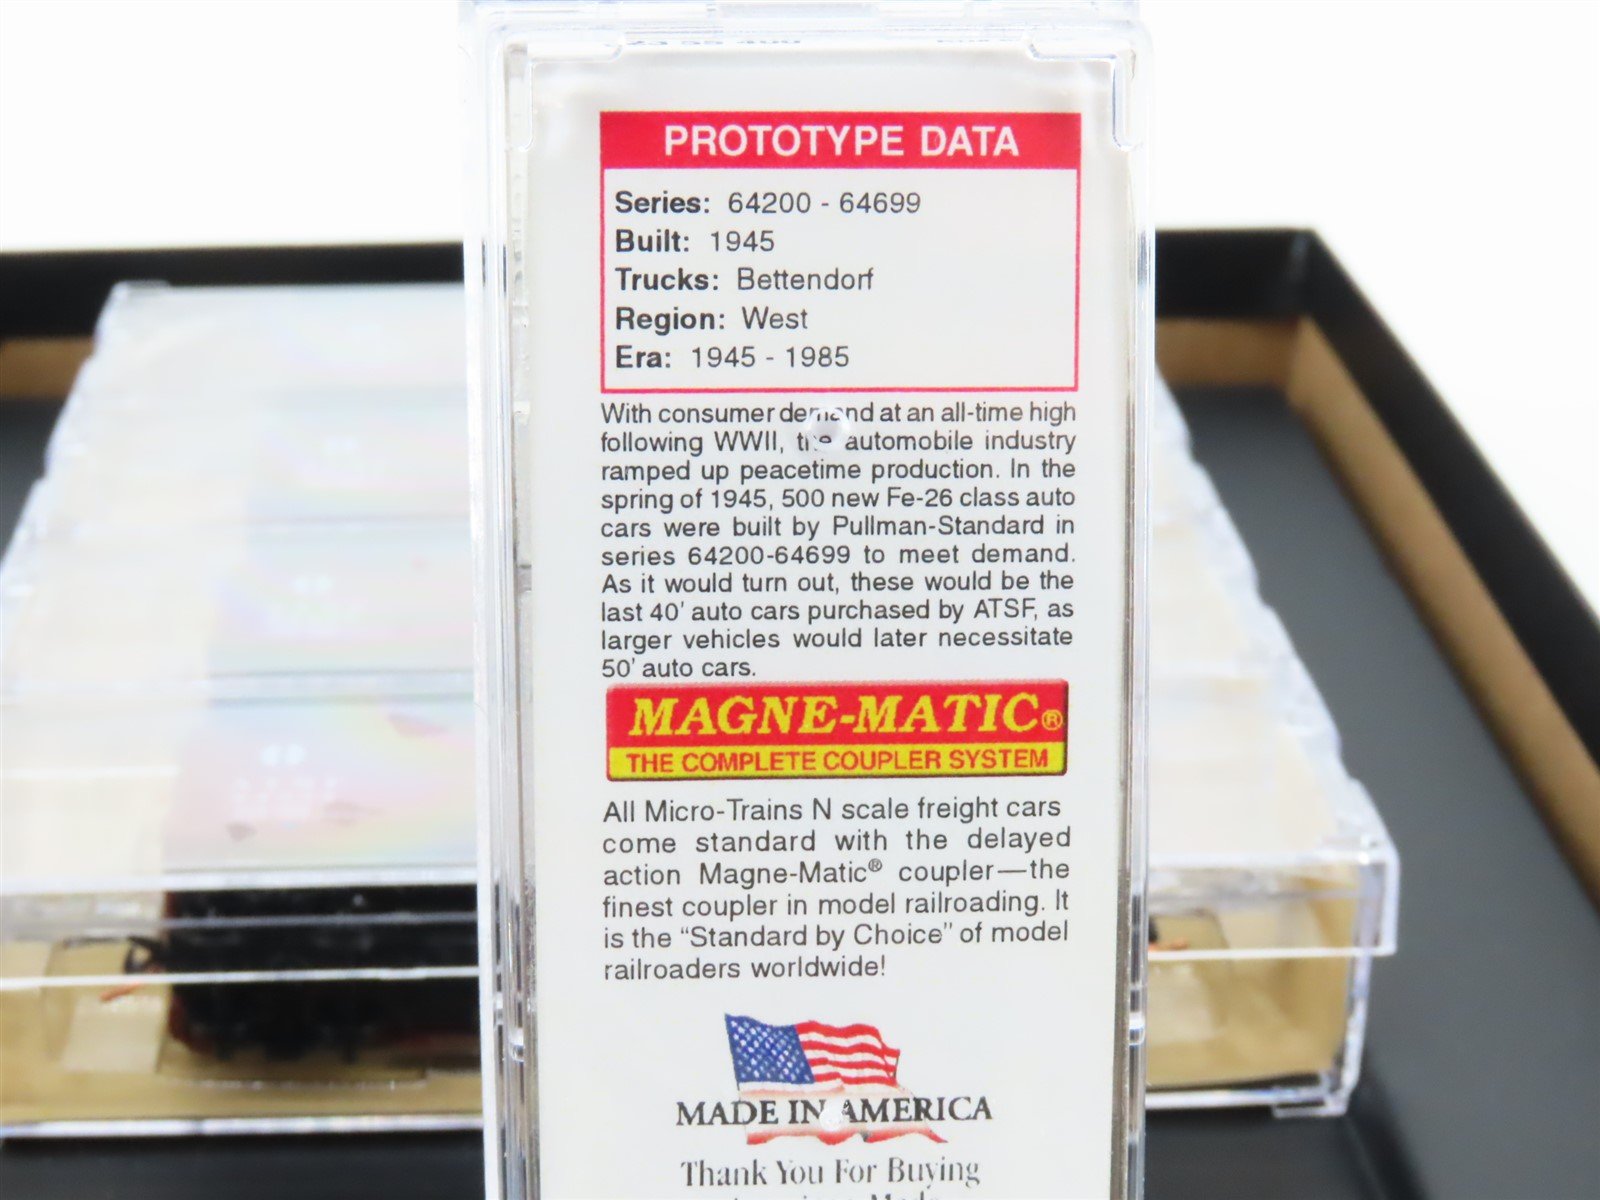 PROTOTYPE DATA
Series: 64200 - 64699
Built: 1945
Trucks: Bettendorf
Region: West
Era: 1945 - 1985
With consumer demand at an all-time high
following WWII, the automobile industry
ramped up peacetime production. In the
spring of 1945, 500 new Fe-26 class auto
cars were built by Pullman-Standard in
series 64200-64699 to meet demand.
As it would turn out, these would be the
last 40' auto cars purchased by ATSF, as
larger vehicles would later necessitate
50' auto cars.
MAGNE-MATIC®
THE COMPLETE COUPLER SYSTEM
All Micro-Trains N scale freight cars
come standard with the delayed
action Magne-Matic® coupler—the
finest coupler in model railroading. It
is the “Standard by Choice” of model
railroaders worldwide!
MADE IN AMERICA
Thank You For Buying